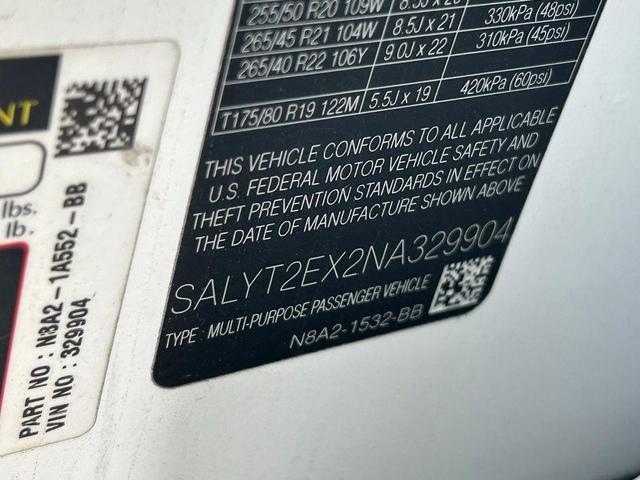 255/50 R20 109W
265/45 R21 104W 8.5J x 21 330kPa (48psi)
265/40 R22 106Y 9.0J x 22 310kPa (45psi)
T175/80 R19 122M 5.5J x 19 420kPa (60psi)
THIS VEHICLE CONFORMS TO ALL APPLICABLE
U.S. FEDERAL MOTOR VEHICLE SAFETY AND
THEFT PREVENTION STANDARDS IN EFFECT ON
THE DATE OF MANUFACTURE SHOWN ABOVE
SALYT2EX2NA329904
TYPE MULTI-PURPOSE PASSENGER VEHICLE
N8A2-1532-BB
NT
lbs.
lb.
PART NO : N8A2-1A552-BB
VIN NO : 329904